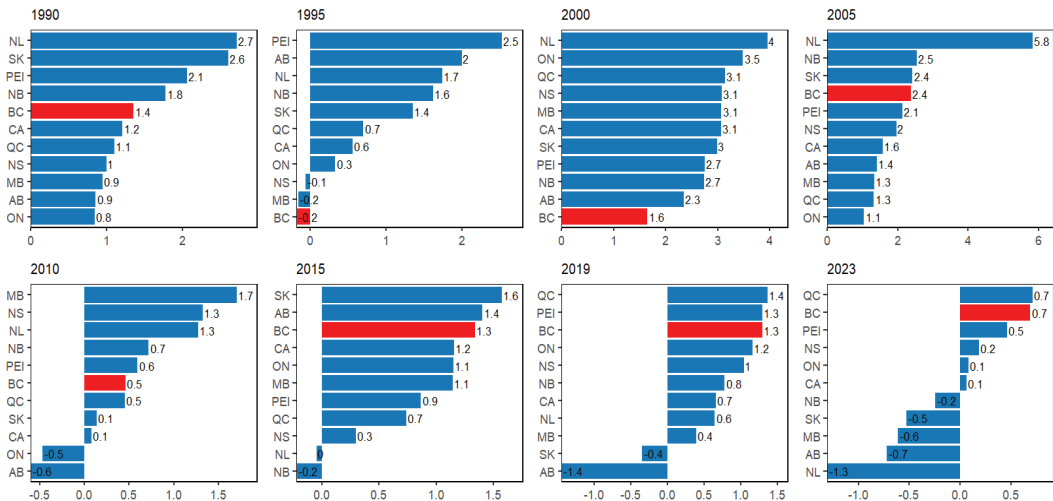 1990
NL 2.7
SK 2.6
PEI 2.1
NB 1.8
BC 1.4
CA 1.2
QC 1.1
NS 1
MB 0.9
AB 0.9
ON 0.8
0 1 2
1995
PEI 2.5
AB 2
NL 1.7
NB 1.6
SK 1.4
QC 0.7
CA 0.6
ON 0.3
NS -0.1
MB -0.2
BC -0.2
0 1 2
2000
NL 4
ON 3.5
QC 3.1
NS 3.1
MB 3.1
CA 3.1
SK 3
PEI 2.7
NB 2.7
AB 2.3
BC 1.6
0 1 2 3 4
2005
NL 5.8
NB 2.5
SK 2.4
BC 2.4
PEI 2.1
NS 2
CA 1.6
AB 1.4
MB 1.3
QC 1.3
ON 1.1
0 2 4 6
2010
MB 1.7
NS 1.3
NL 1.3
NB 0.7
PEI 0.6
BC 0.5
QC 0.5
SK 0.1
CA 0.1
ON -0.5
AB -0.6
-0.5 0.0 0.5 1.0 1.5
2015
SK 1.6
AB 1.4
BC 1.3
CA 1.2
ON 1.1
MB 1.1
PEI 0.9
QC 0.7
NS 0.3
NL 0
NB -0.2
0.0 0.5 1.0 1.5
2019
QC 1.4
PEI 1.3
BC 1.3
ON 1.2
NS 1
NB 0.8
CA 0.7
NL 0.6
MB 0.4
SK -0.4
AB -1.4
-1.0 -0.5 0.0 0.5 1.0
2023
QC 0.7
BC 0.7
PEI 0.5
NS 0.2
ON 0.1
CA 0.1
NB -0.2
SK -0.5
MB -0.6
AB -0.7
NL -1.3
-1.0 -0.5 0.0 0.5